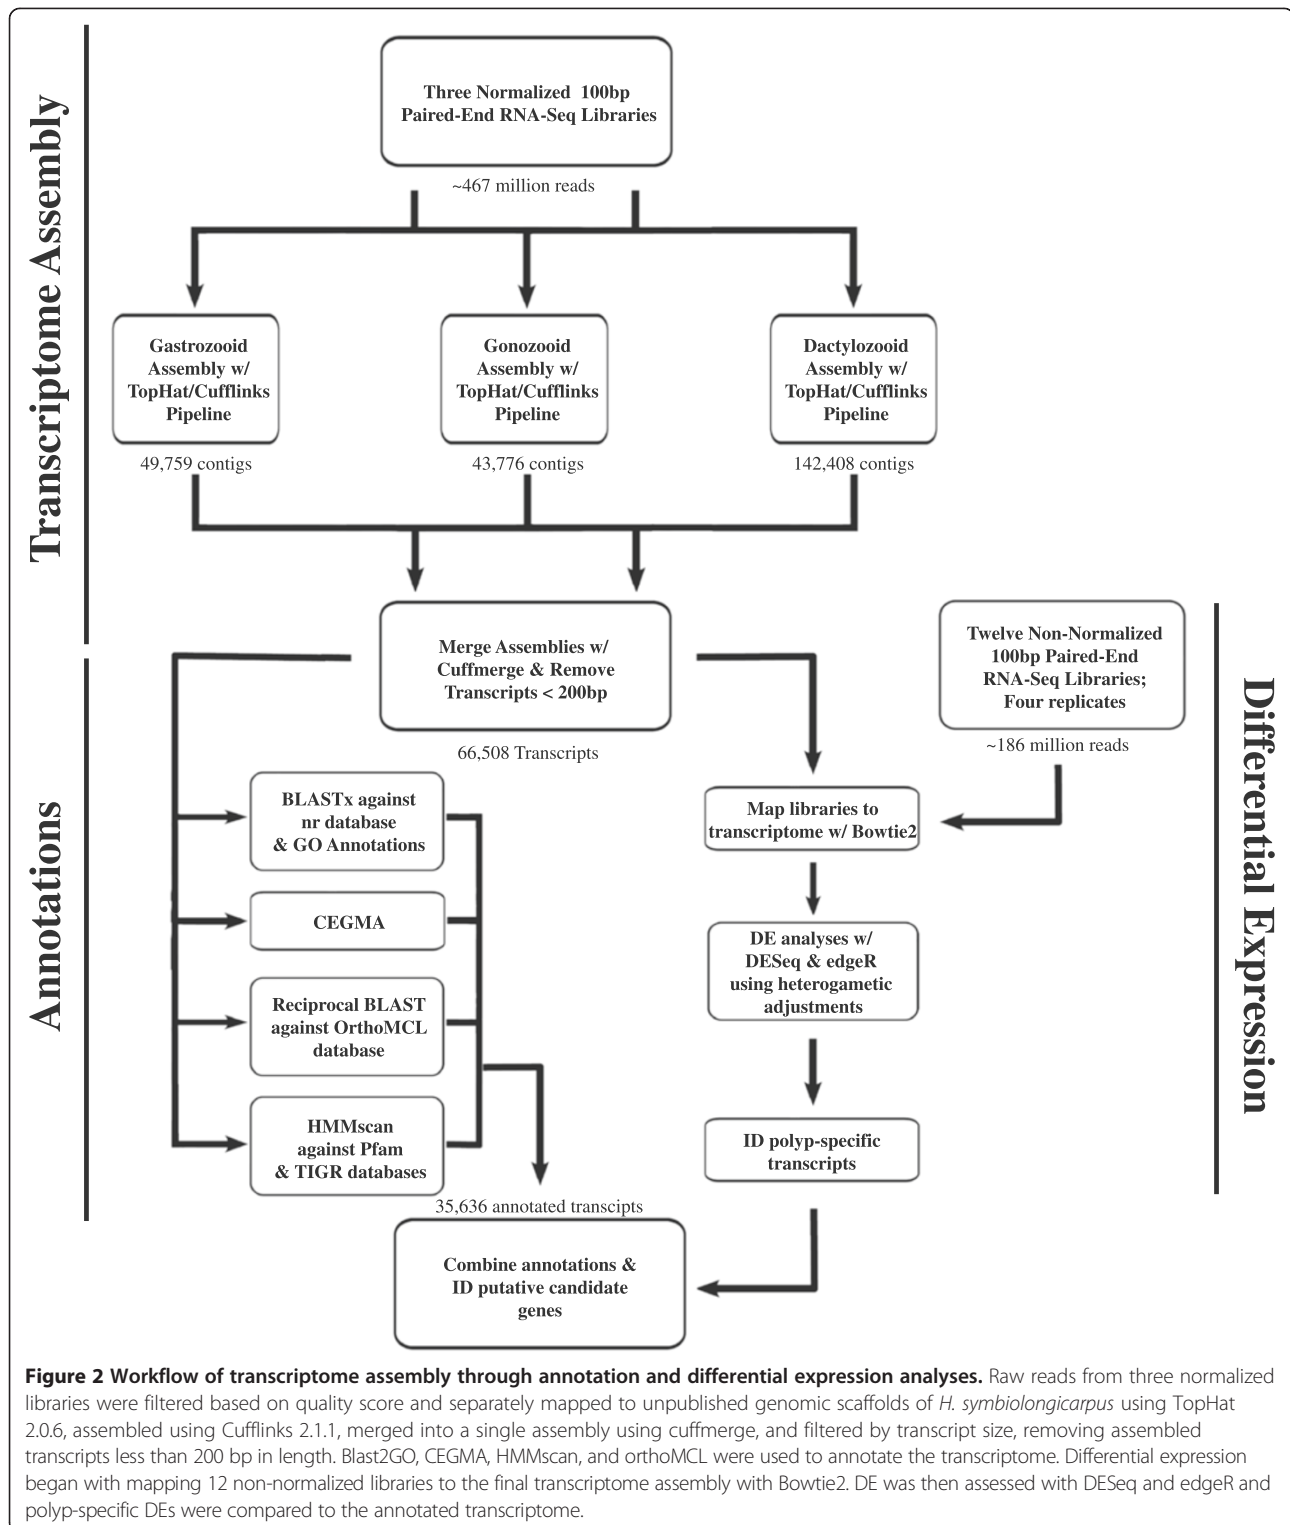 Transcriptome Assembly
Three Normalized 100bp
Paired-End RNA-Seq Libraries
~467 million reads
Gastrozooid
Assembly w/
TopHat/Cufflinks
Pipeline
49,759 contigs
Gonozooid
Assembly w/
TopHat/Cufflinks
Pipeline
43,776 contigs
Dactylozooid
Assembly w/
TopHat/Cufflinks
Pipeline
142,408 contigs
Merge Assemblies w/
Cuffmerge & Remove
Transcripts < 200bp
66,508 Transcripts
Annotations
BLASTx against
nr database
& GO Annotations
CEGMA
Reciprocal BLAST
against OrthoMCL
database
HMMscan
against Pfam
& TIGR databases
35,636 annotated transcipts
Differential Expression
Twelve Non-Normalized
100bp Paired-End
RNA-Seq Libraries;
Four replicates
~186 million reads
Map libraries to
transcriptome w/ Bowtie2
DE analyses w/
DESeq & edgeR
using heterogametic
adjustments
ID polyp-specific
transcripts
Combine annotations &
ID putative candidate
genes
Figure 2 Workflow of transcriptome assembly through annotation and differential expression analyses. Raw reads from three normalized
libraries were filtered based on quality score and separately mapped to unpublished genomic scaffolds of H. symbiolongicarpus using TopHat
2.0.6, assembled using Cufflinks 2.1.1, merged into a single assembly using cuffmerge, and filtered by transcript size, removing assembled
transcripts less than 200 bp in length. Blast2GO, CEGMA, HMMscan, and orthoMCL were used to annotate the transcriptome. Differential expression
began with mapping 12 non-normalized libraries to the final transcriptome assembly with Bowtie2. DE was then assessed with DESeq and edgeR and
polyp-specific DEs were compared to the annotated transcriptome.